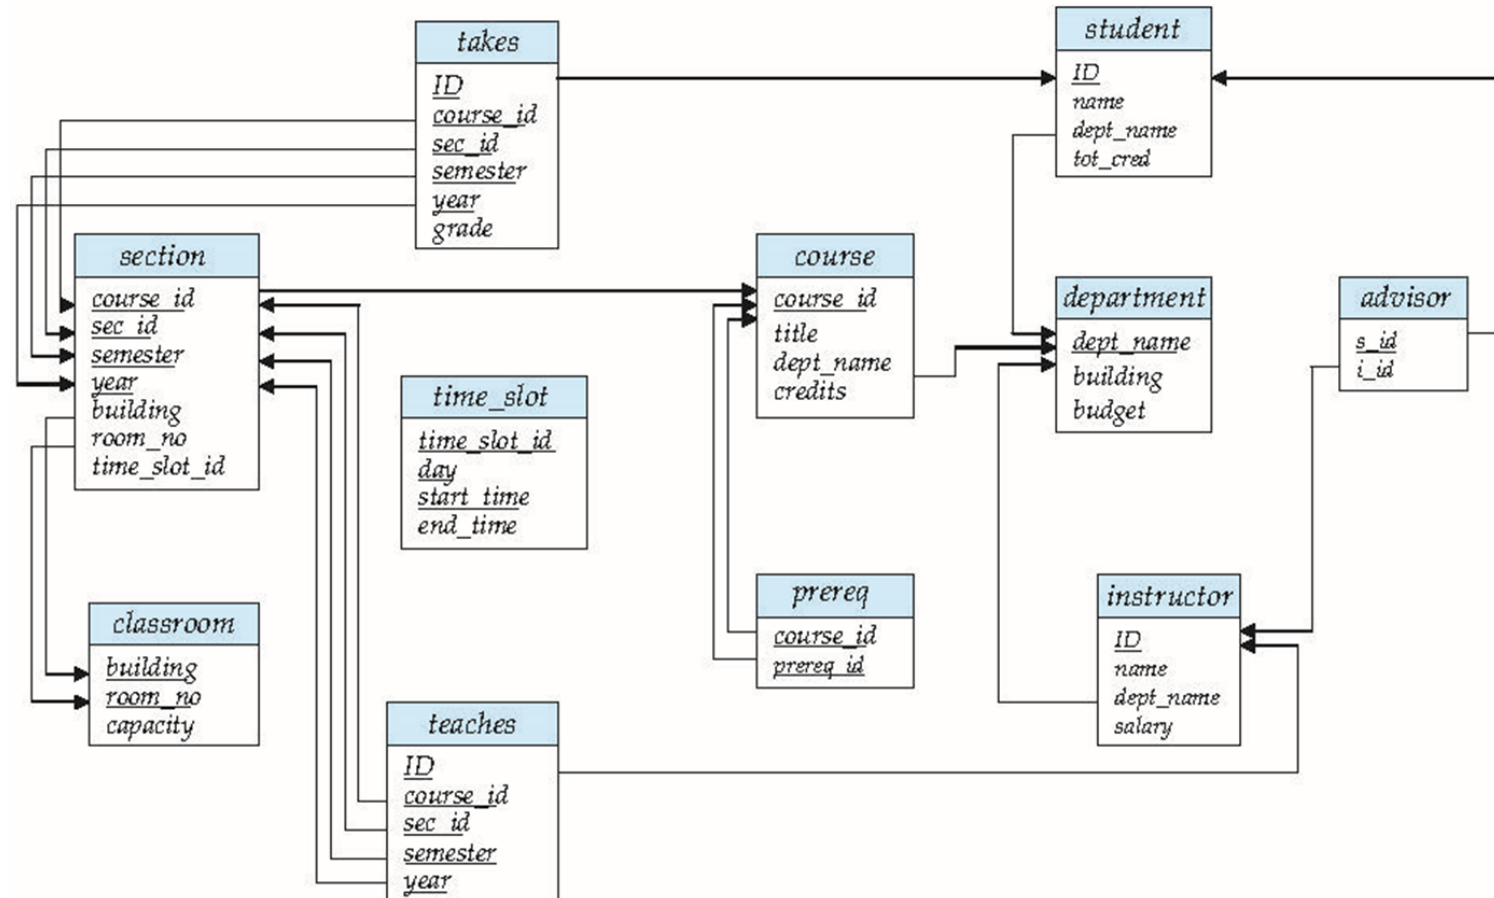 takes
ID
course_id
sec_id
semester
year
grade
student
ID
name
dept_name
tot_cred
section
course_id
sec_id
semester
year
building
room_no
time_slot_id
course
course_id
title
dept_name
credits
department
dept_name
building
budget
advisor
s_id
i_id
time_slot
time_slot_id
day
start_time
end_time
classroom
building
room_no
capacity
prereq
course_id
prereq_id
instructor
ID
name
dept_name
salary
teaches
ID
course_id
sec_id
semester
year